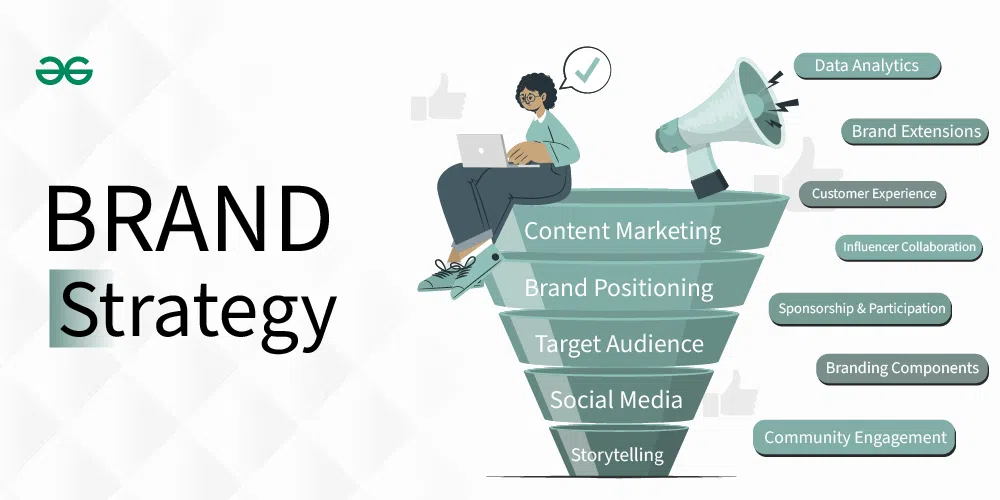 BRAND
Strategy
Content Marketing
Brand Positioning
Target Audience
Social Media
Storytelling
Data Analytics
Brand Extensions
Customer Experience
Influencer Collaboration
Sponsorship & Participation
Branding Components
Community Engagement